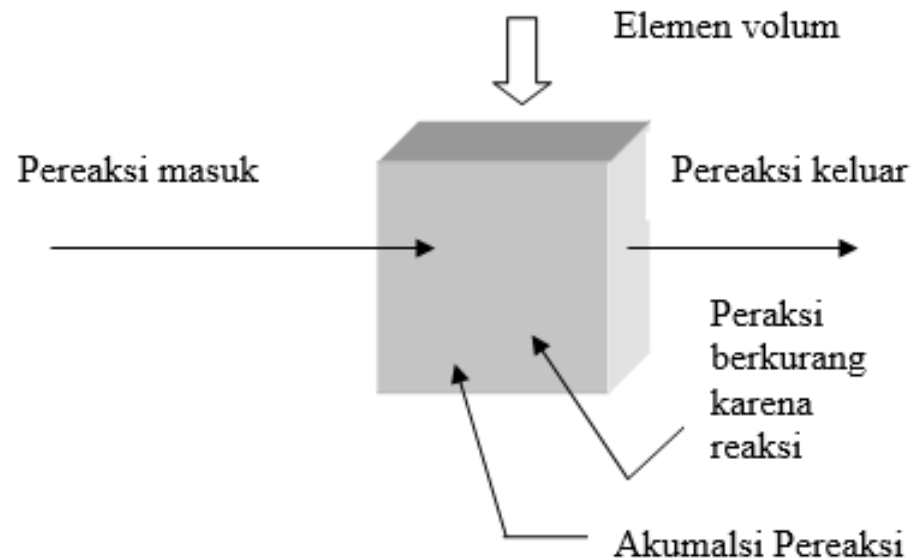 Elemen volum
Pereaksi masuk
Pereaksi keluar
Peraksi
berkurang
karena
reaksi
Akumalsi Pereaksi